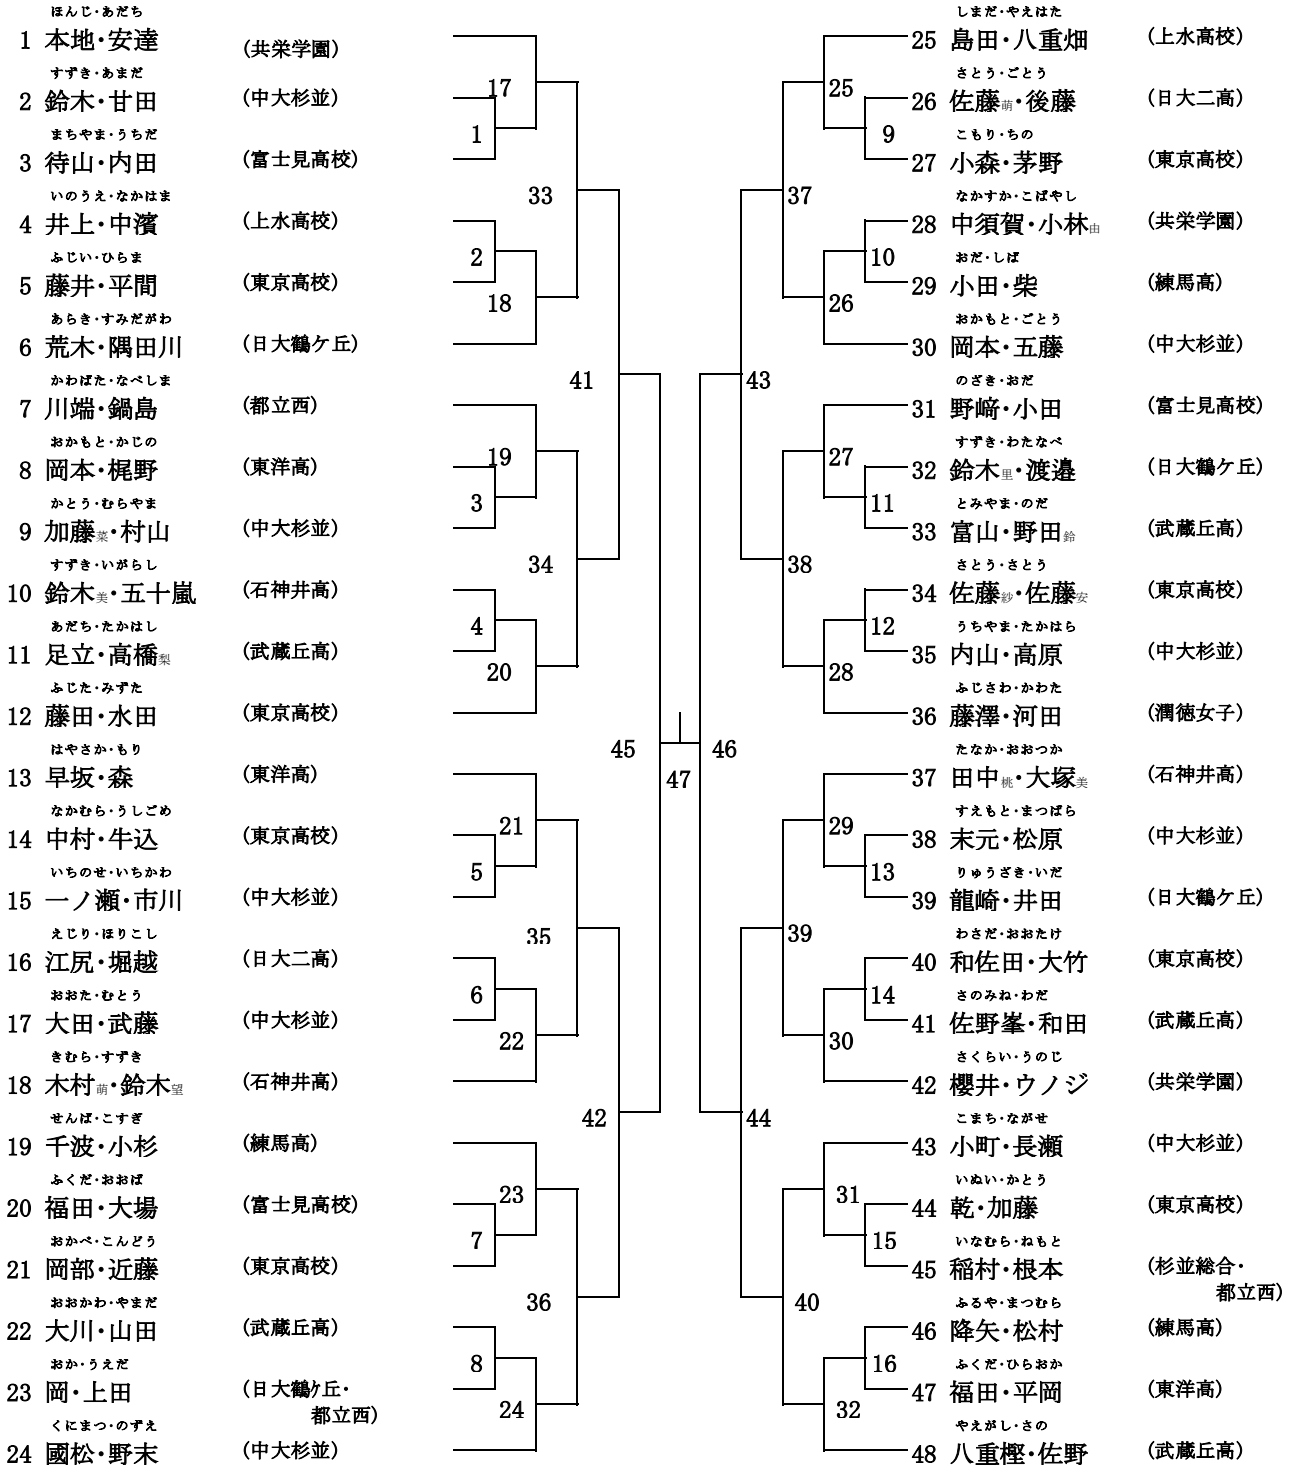 ほんじ・あだち
1 本地・安達 (共栄学園)
すずき・あまだ
2 鈴木・甘田 (中大杉並)
まちやま・うちだ
3 待山・内田 (富士見高校)
いのうえ・なかはま
4 井上・中濱 (上水高校)
ふじい・ひらま
5 藤井・平間 (東京高校)
あらき・すみだがわ
6 荒木・隅田川 (日大鶴ケ丘)
かわばた・なべしま
7 川端・鍋島 (都立西)
おかもと・かじの
8 岡本・梶野 (東洋高)
かとう・むらやま
9 加藤菜・村山 (中大杉並)
すずき・いがらし
10 鈴木美・五十嵐 (石神井高)
あだち・たかはし
11 足立・高橋梨 (武蔵丘高)
ふじた・みずた
12 藤田・水田 (東京高校)
はやさか・もり
13 早坂・森 (東洋高)
なかむら・うしごめ
14 中村・牛込 (東京高校)
いちのせ・いちかわ
15 一ノ瀬・市川 (中大杉並)
えじり・ほりこし
16 江尻・堀越 (日大二高)
おおた・むとう
17 大田・武藤 (中大杉並)
きむら・すずき
18 木村萌・鈴木望 (石神井高)
せんば・こすぎ
19 千波・小杉 (練馬高)
ふくだ・おおば
20 福田・大場 (富士見高校)
おかべ・こんどう
21 岡部・近藤 (東京高校)
おおかわ・やまだ
22 大川・山田 (武蔵丘高)
おか・うえだ
23 岡・上田 (日大鶴ケ丘・
都立西)
くにまつ・のずえ
24 國松・野末 (中大杉並)
17
1
33
2
18
41
19
3
34
4
20
45
21
5
35
6
22
42
23
7
36
8
24
47
46
25
9
37
10
26
43
27
11
38
12
28
29
13
39
14
30
44
31
15
40
16
32
しまだ・やえはた
25 島田・八重畑 (上水高校)
さとう・ごとう
26 佐藤萌・後藤 (日大二高)
こもり・ちの
27 小森・茅野 (東京高校)
なかすか・こばやし
28 中須賀・小林由 (共栄学園)
おだ・しば
29 小田・柴 (練馬高)
おかもと・ごとう
30 岡本・五藤 (中大杉並)
のざき・おだ
31 野﨑・小田 (富士見高校)
すずき・わたなべ
32 鈴木里・渡邉 (日大鶴ケ丘)
とみやま・のだ
33 富山・野田鈴 (武蔵丘高)
さとう・さとう
34 佐藤紗・佐藤安 (東京高校)
うちやま・たかはら
35 内山・高原 (中大杉並)
ふじさわ・かわた
36 藤澤・河田 (潤徳女子)
たなか・おおつか
37 田中桃・大塚美 (石神井高)
すえもと・まつばら
38 末元・松原 (中大杉並)
りゅうざき・いだ
39 龍崎・井田 (日大鶴ケ丘)
わさだ・おおたけ
40 和佐田・大竹 (東京高校)
さのみね・わだ
41 佐野峯・和田 (武蔵丘高)
さくらい・うのじ
42 櫻井・ウノジ (共栄学園)
こまち・ながせ
43 小町・長瀬 (中大杉並)
いぬい・かとう
44 乾・加藤 (東京高校)
いなむら・ねもと
45 稲村・根本 (杉並総合・
都立西)
ふるや・まつむら
46 降矢・松村 (練馬高)
ふくだ・ひらおか
47 福田・平岡 (東洋高)
やえがし・さの
48 八重樫・佐野 (武蔵丘高)